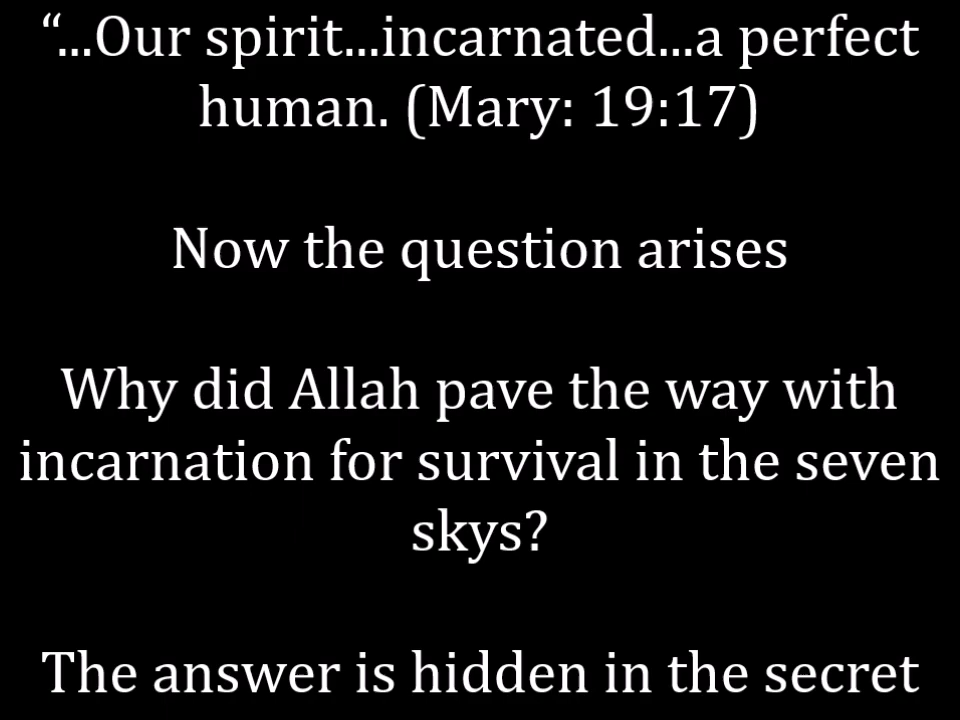 “...Our spirit...incarnated...a perfect
human. (Mary: 19:17)
Now the question arises
Why did Allah pave the way with
incarnation for survival in the seven
skys?
The answer is hidden in the secret